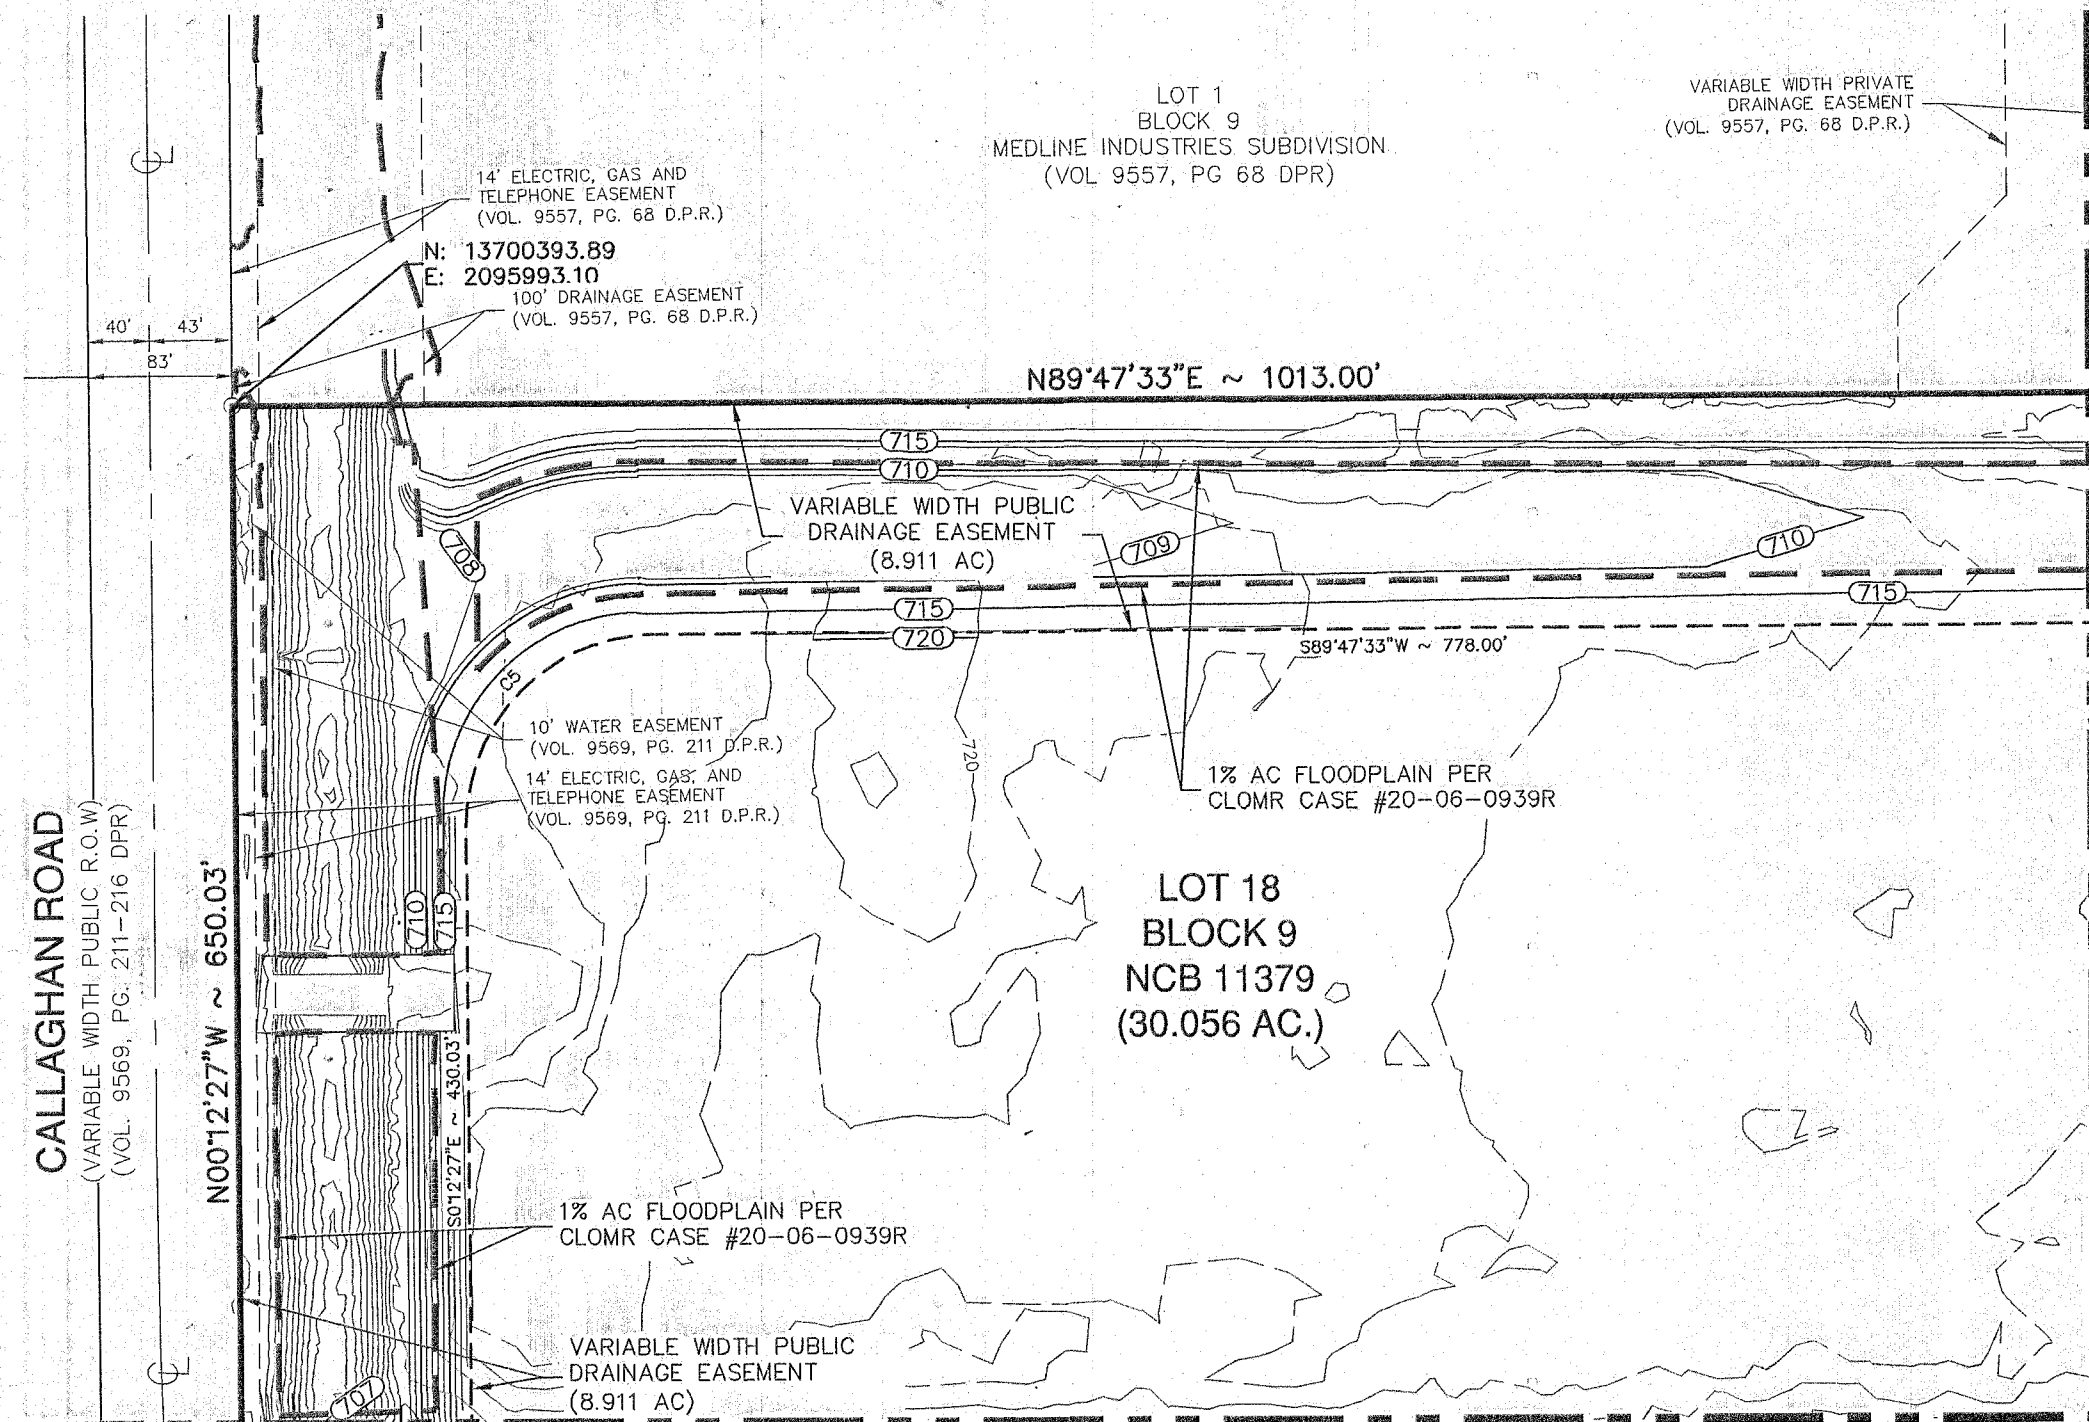 LOT 1
BLOCK 9
MEDLINE INDUSTRIES SUBDIVISION
(VOL 9557, PG 68 DPR)
VARIABLE WIDTH PRIVATE
DRAINAGE EASEMENT
(VOL. 9557, PG. 68 D.P.R.)
14' ELECTRIC, GAS AND
TELEPHONE EASEMENT
(VOL. 9557, PG. 68 D.P.R.)
N: 13700393.89
E: 2095993.10
100' DRAINAGE EASEMENT
(VOL. 9557, PG. 68 D.P.R.)
40'
43'
83'
N89°47'33"E ~ 1013.00'
715
710
VARIABLE WIDTH PUBLIC
DRAINAGE EASEMENT
(8.911 AC)
708
709
710
715
715
720
S89°47'33"W ~ 778.00'
C5
10' WATER EASEMENT
(VOL. 9569, PG. 211 D.P.R.)
14' ELECTRIC, GAS, AND
TELEPHONE EASEMENT
(VOL. 9569, PG. 211 D.P.R.)
720
1% AC FLOODPLAIN PER
CLOMR CASE #20-06-0939R
CALLAGHAN ROAD
(VARIABLE WIDTH PUBLIC R.O.W)
(VOL. 9569, PG. 211-216 DPR)
N00°12'27"W ~ 650.03'
710
715
LOT 18
BLOCK 9
NCB 11379
(30.056 AC.)
S0°12'27"E ~ 430.03'
1% AC FLOODPLAIN PER
CLOMR CASE #20-06-0939R
VARIABLE WIDTH PUBLIC
DRAINAGE EASEMENT
(8.911 AC)
707